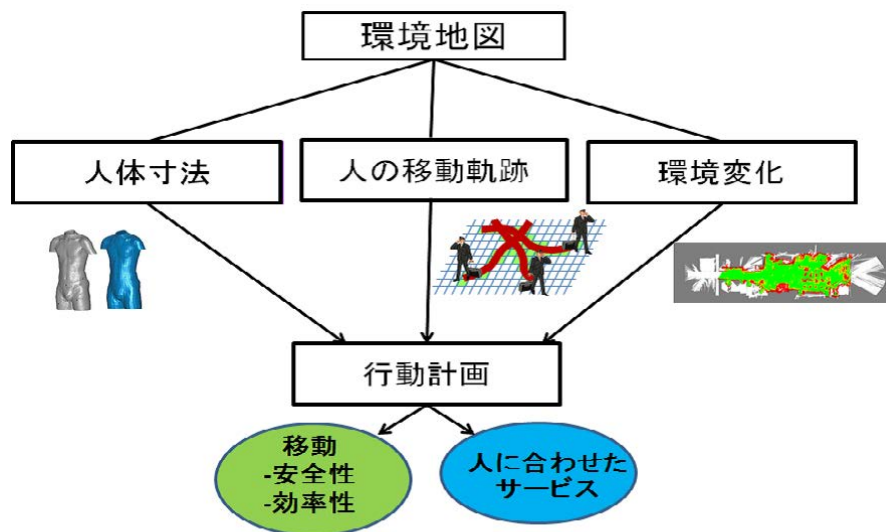 環境地図
人体寸法
人の移動軌跡
環境変化
行動計画
移動
-安全性
-効率性
人に合わせた
サービス